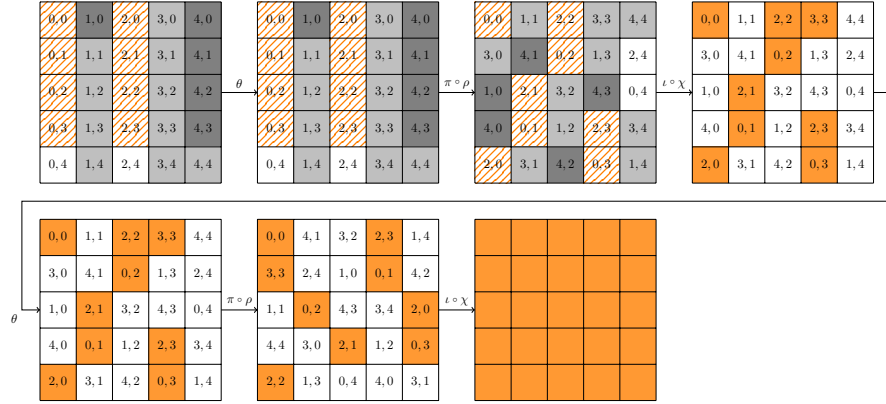 0, 0 1, 0 2, 0 3, 0 4, 0
0, 1 1, 1 2, 1 3, 1 4, 1
0, 2 1, 2 2, 2 3, 2 4, 2
0, 3 1, 3 2, 3 3, 3 4, 3
0, 4 1, 4 2, 4 3, 4 4, 4
θ
0, 0 1, 0 2, 0 3, 0 4, 0
0, 1 1, 1 2, 1 3, 1 4, 1
0, 2 1, 2 2, 2 3, 2 4, 2
0, 3 1, 3 2, 3 3, 3 4, 3
0, 4 1, 4 2, 4 3, 4 4, 4
π ∘ ρ
0, 0 1, 1 2, 2 3, 3 4, 4
3, 0 4, 1 0, 2 1, 3 2, 4
1, 0 2, 1 3, 2 4, 3 0, 4
4, 0 0, 1 1, 2 2, 3 3, 4
2, 0 3, 1 4, 2 0, 3 1, 4
ι ∘ χ
0, 0 1, 1 2, 2 3, 3 4, 4
3, 0 4, 1 0, 2 1, 3 2, 4
1, 0 2, 1 3, 2 4, 3 0, 4
4, 0 0, 1 1, 2 2, 3 3, 4
2, 0 3, 1 4, 2 0, 3 1, 4
θ
0, 0 1, 1 2, 2 3, 3 4, 4
3, 0 4, 1 0, 2 1, 3 2, 4
1, 0 2, 1 3, 2 4, 3 0, 4
4, 0 0, 1 1, 2 2, 3 3, 4
2, 0 3, 1 4, 2 0, 3 1, 4
π ∘ ρ
0, 0 4, 1 3, 2 2, 3 1, 4
3, 3 2, 4 1, 0 0, 1 4, 2
1, 1 0, 2 4, 3 3, 4 2, 0
4, 4 3, 0 2, 1 1, 2 0, 3
2, 2 1, 3 0, 4 4, 0 3, 1
ι ∘ χ